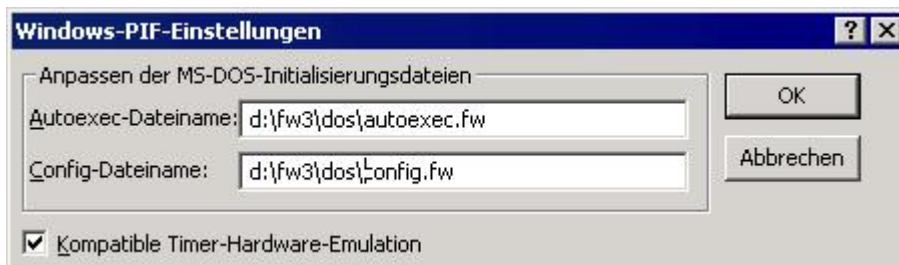 Windows-PIF-Einstellungen
Anpassen der MS-DOS-Initialisierungsdateien
Autoexec-Dateiname: d:\fw3\dos\autoexec.fw
Config-Dateiname: d:\fw3\dos\config.fw
OK
Abbrechen
Kompatible Timer-Hardware-Emulation